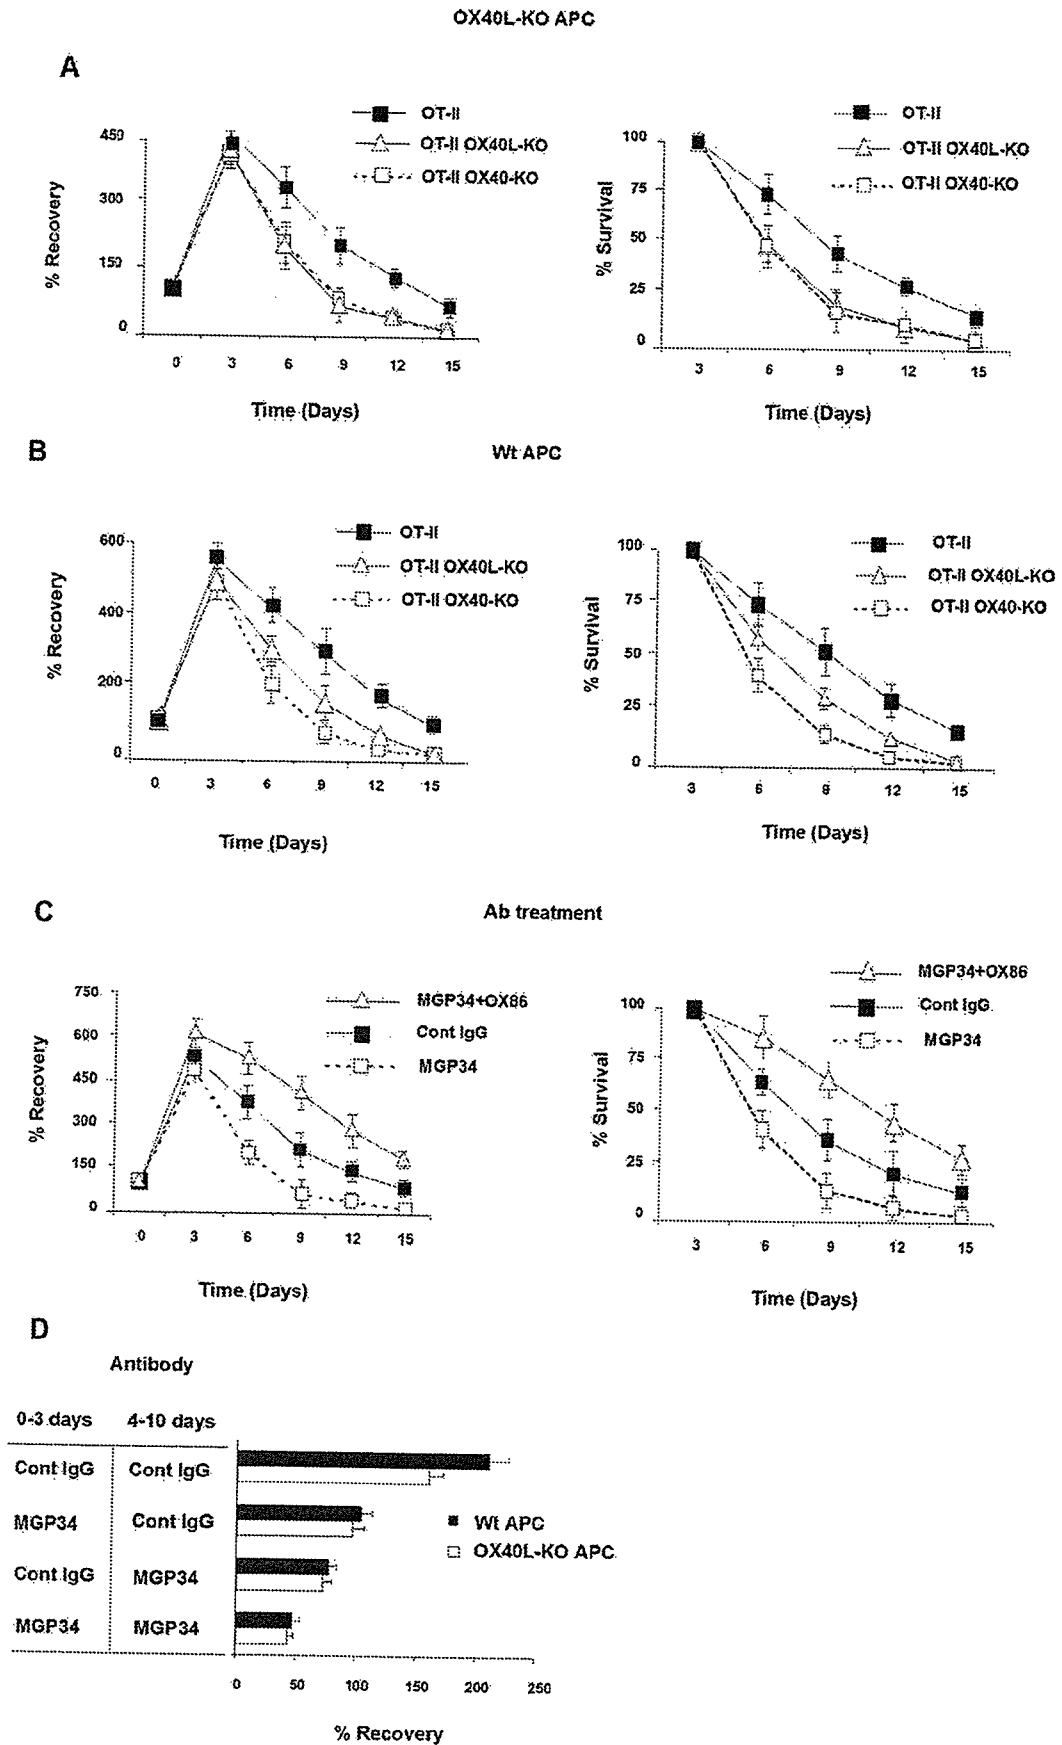 OX40L-KO APC
A
% Recovery
450
300
150
0
0
3
6
9
12
15
Time (Days)
OT-II
OT-II OX40L-KO
OT-II OX40-KO
% Survival
100
75
50
25
0
3
6
9
12
15
Time (Days)
OT-II
OT-II OX40L-KO
OT-II OX40-KO
B
Wt APC
% Recovery
600
400
200
0
0
3
6
9
12
15
Time (Days)
OT-II
OT-II OX40L-KO
OT-II OX40-KO
% Survival
100
75
50
25
0
3
6
9
12
15
Time (Days)
OT-II
OT-II OX40L-KO
OT-II OX40-KO
C
Ab treatment
% Recovery
750
600
450
300
150
0
0
3
6
9
12
15
Time (Days)
MGP34+OX86
Cont IgG
MGP34
% Survival
100
75
50
25
0
3
6
9
12
15
Time (Days)
MGP34+OX86
Cont IgG
MGP34
D
Antibody
0-3 days 4-10 days
Cont IgG Cont IgG
MGP34 Cont IgG
Cont IgG MGP34
MGP34 MGP34
Wt APC
OX40L-KO APC
0 50 100 150 200 250
% Recovery